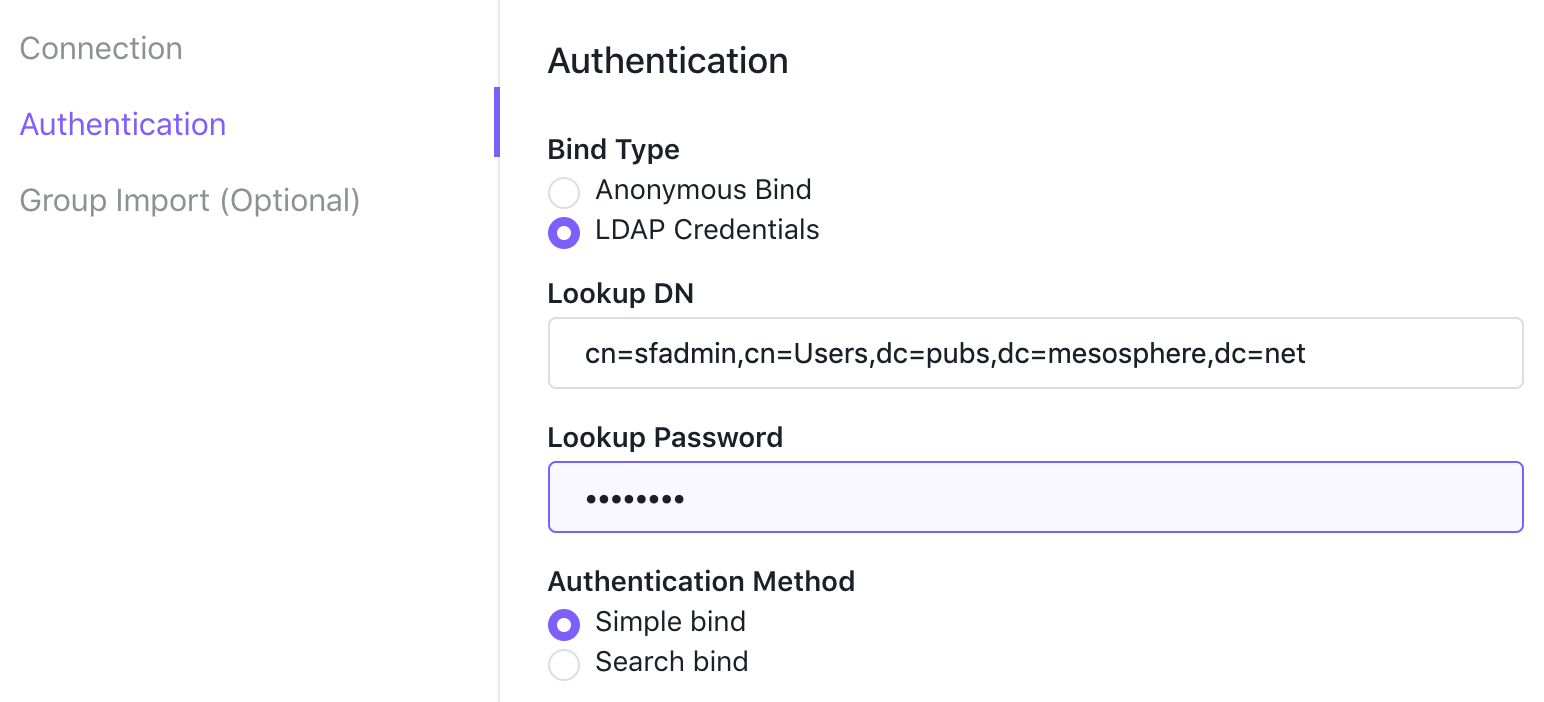 Connection
Authentication
Group Import (Optional)
Authentication
Bind Type
Anonymous Bind
LDAP Credentials
Lookup DN
cn=sfadmin,cn=Users,dc=pubs,dc=mesosphere,dc=net
Lookup Password
••••••••
Authentication Method
Simple bind
Search bind